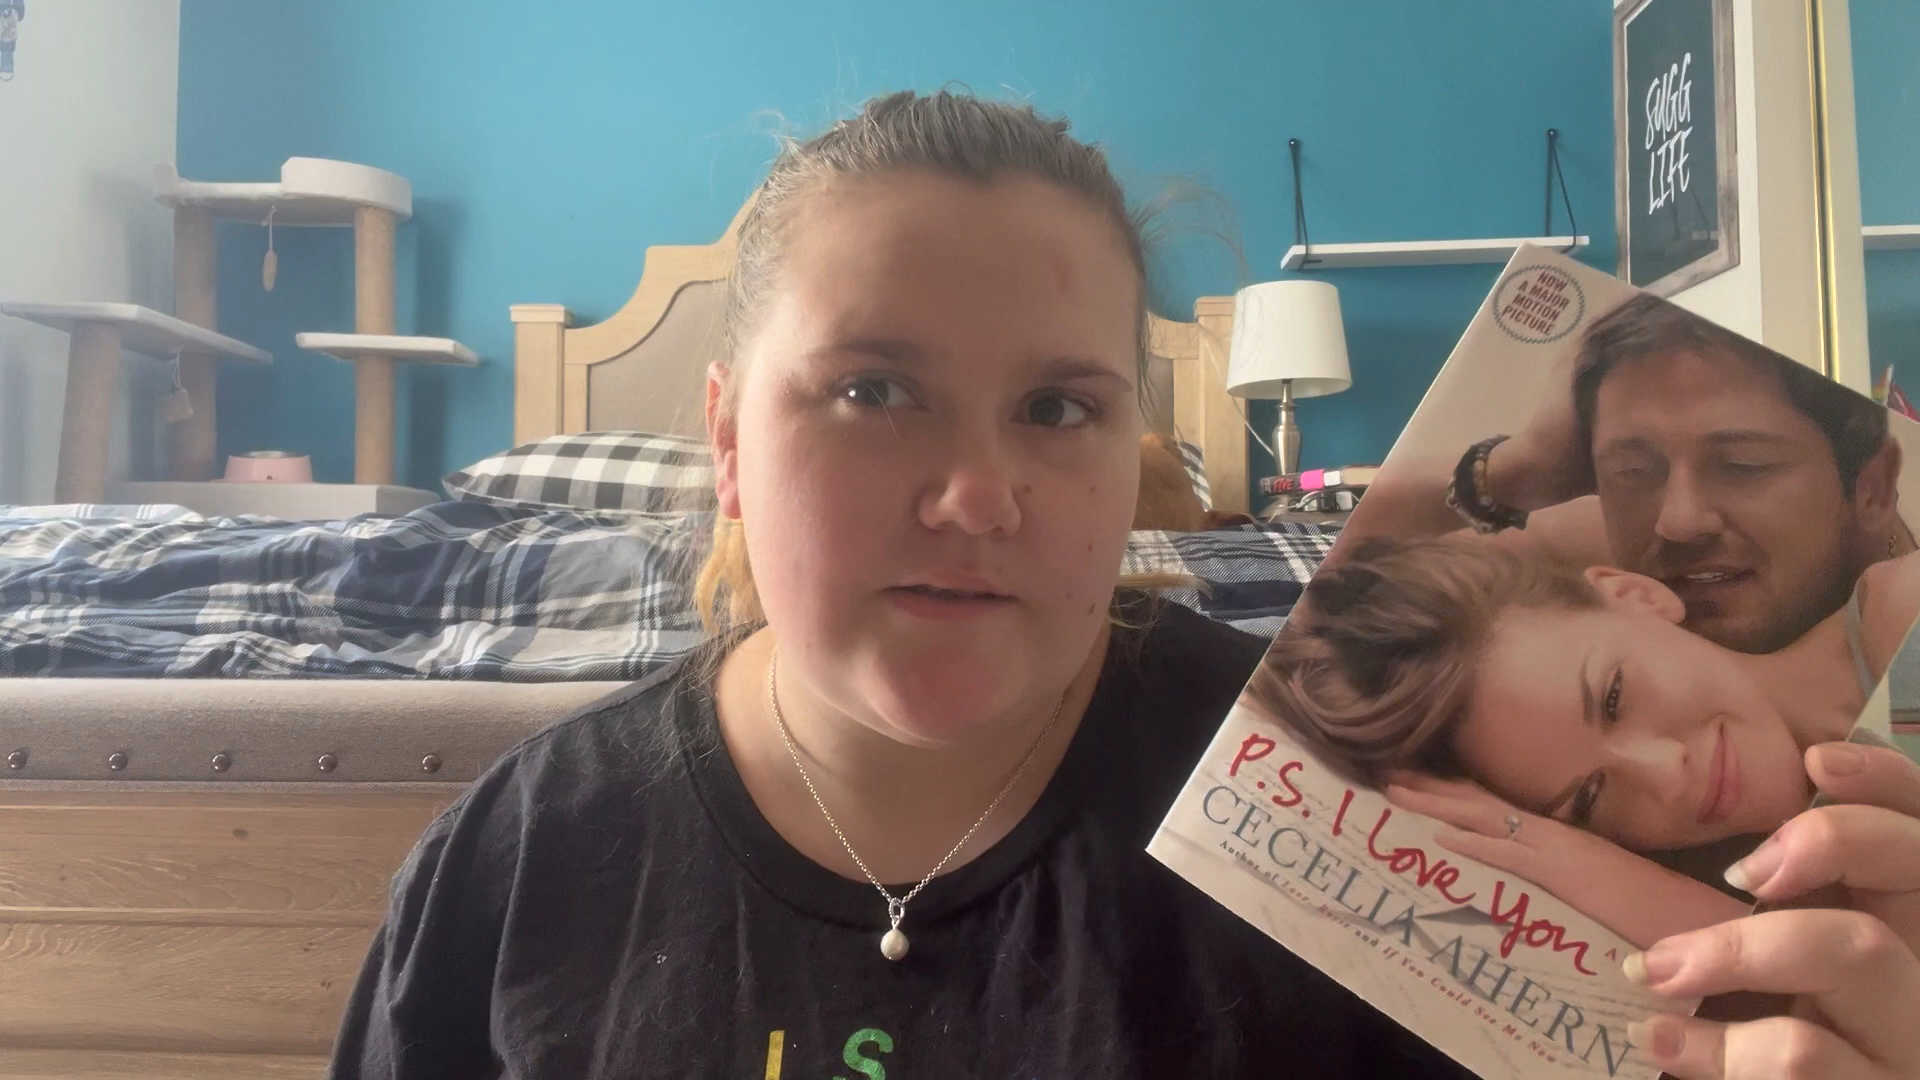 SUGG
LIFE
NOW
A MAJOR
MOTION
PICTURE
FIVE
P.S. I Love You
A
CECELIA AHERN
Author of Love, Rosie and If You Could See Me Now
I S